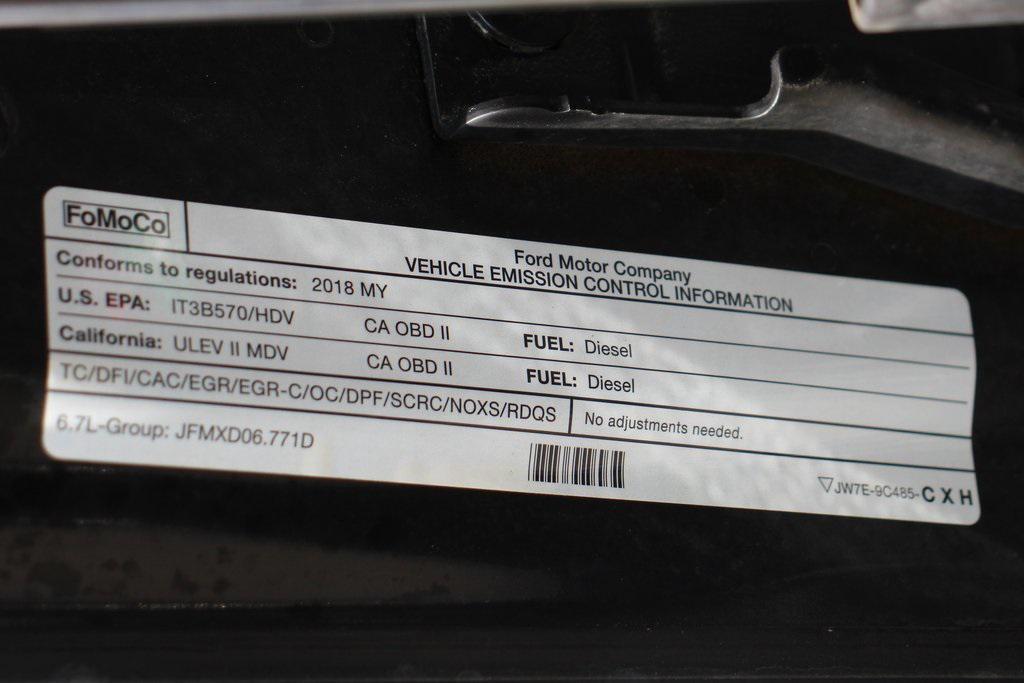 FoMoCo
Ford Motor Company
VEHICLE EMISSION CONTROL INFORMATION
Conforms to regulations: 2018 MY
U.S. EPA: IT3B570/HDV CA OBD II FUEL: Diesel
California: ULEV II MDV CA OBD II FUEL: Diesel
TC/DFI/CAC/EGR/EGR-C/OC/DPF/SCRC/NOXS/RDQS No adjustments needed.
6.7L-Group: JFMXD06.771D
▽JW7E-9C485-C X H